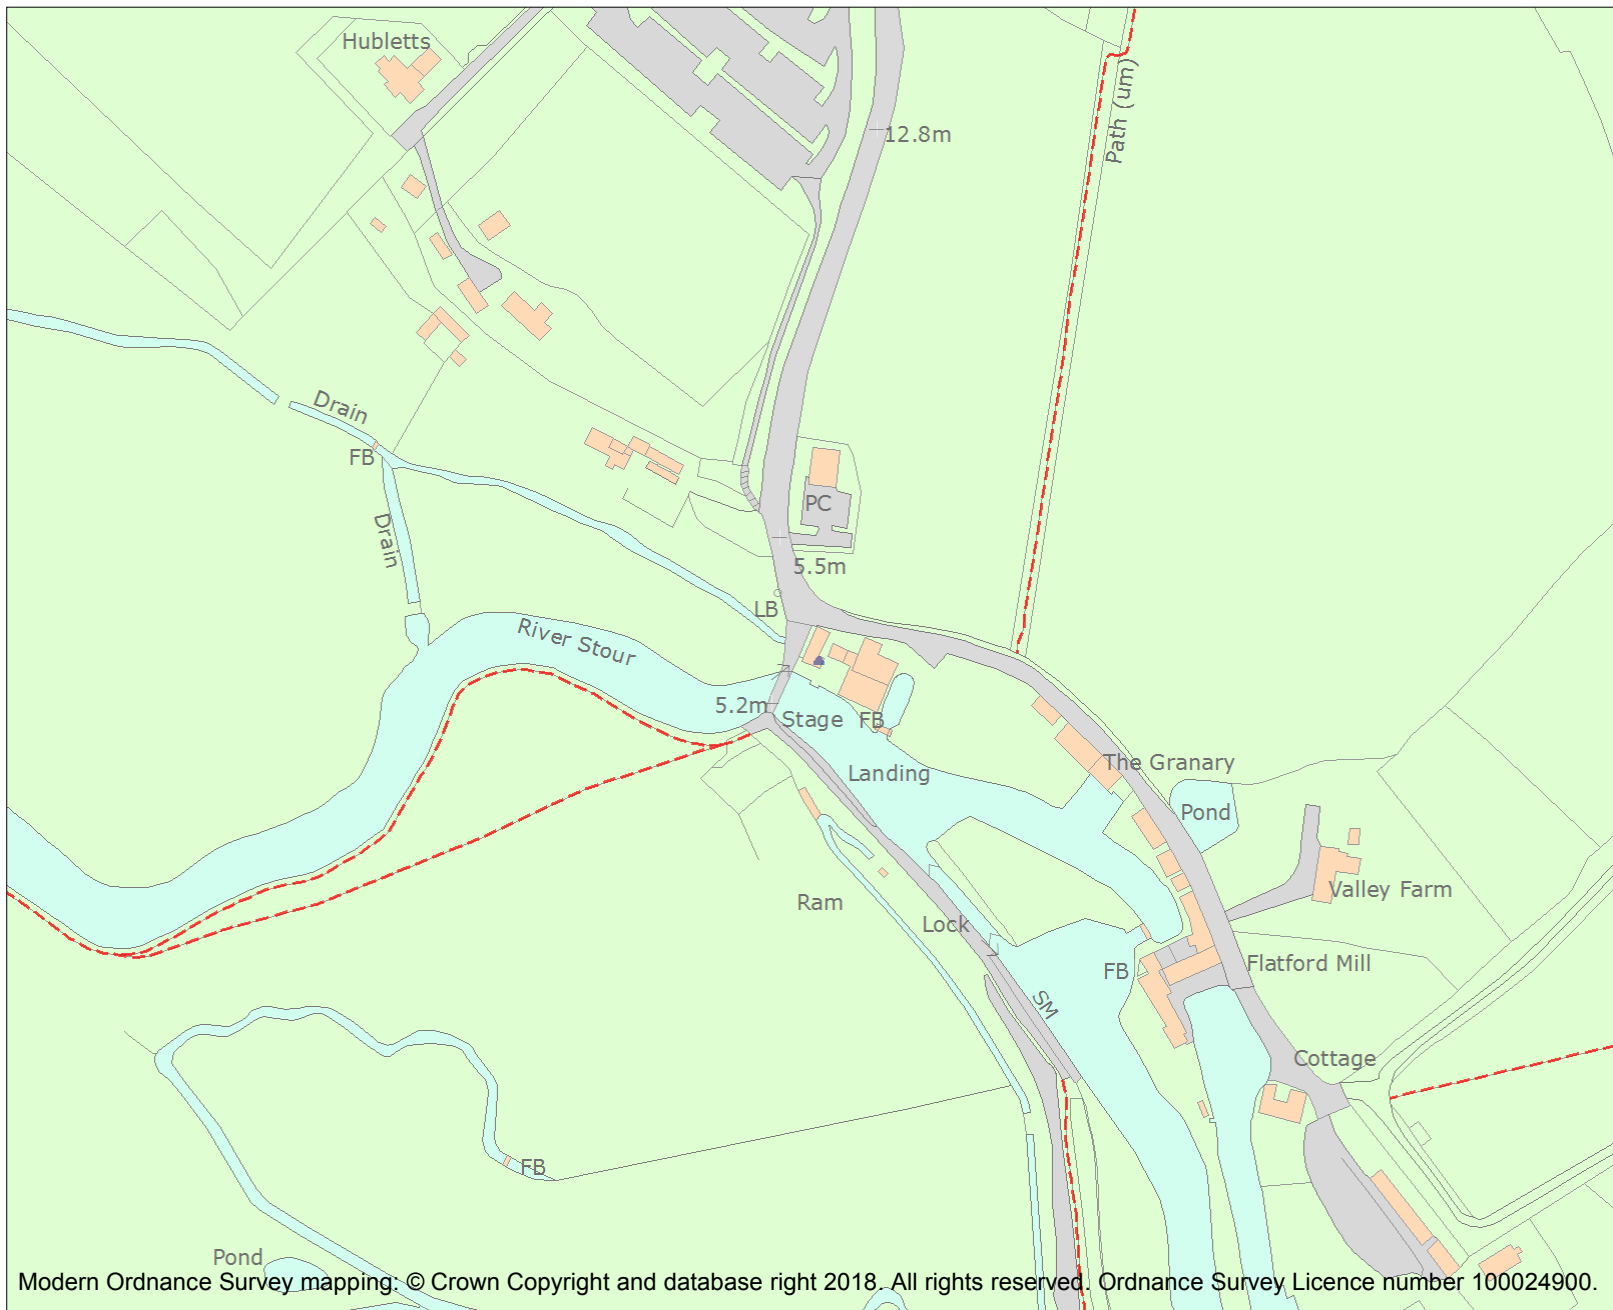 Hubletts
12.8m
Path (um)
Drain
FB
PC
Drain
5.5m
LB
River Stour
5.2m
Stage
FB
The Granary
Landing
Pond
Valley Farm
Ram
Lock
Flatford Mill
FB
SM
Cottage
FB
Pond
Modern Ordnance Survey mapping: © Crown Copyright and database right 2018. All rights reserved. Ordnance Survey Licence number 100024900.